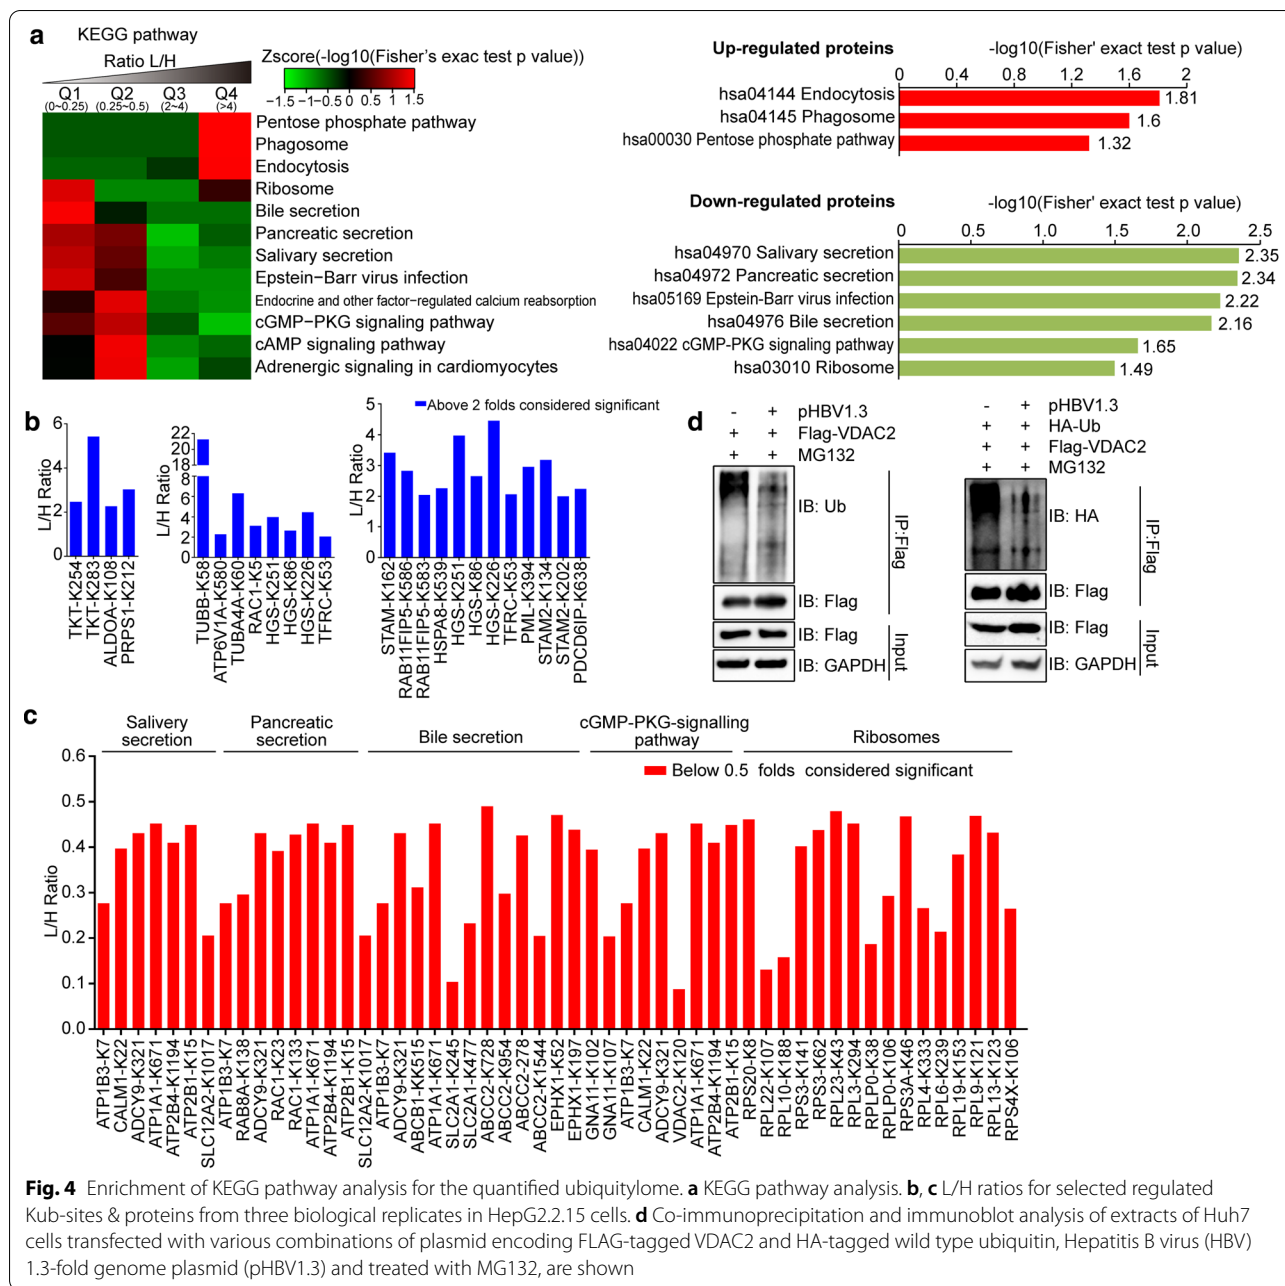 a
KEGG pathway
Ratio L/H
Q1 Q2 Q3 Q4
(0~0.25) (0.25~0.5) (2~4) (>4)
Zscore(-log10(Fisher's exac test p value))
−1.5 −1−0.5 0 0.5 1 1.5
Pentose phosphate pathway
Phagosome
Endocytosis
Ribosome
Bile secretion
Pancreatic secretion
Salivary secretion
Epstein−Barr virus infection
Endocrine and other factor−regulated calcium reabsorption
cGMP−PKG signaling pathway
cAMP signaling pathway
Adrenergic signaling in cardiomyocytes
Up-regulated proteins -log10(Fisher' exact test p value)
0 0.4 0.8 1.2 1.6 2
hsa04144 Endocytosis 1.81
hsa04145 Phagosome 1.6
hsa00030 Pentose phosphate pathway 1.32
Down-regulated proteins -log10(Fisher' exact test p value)
0 0.5 1.0 1.5 2.0 2.5
hsa04970 Salivary secretion 2.35
hsa04972 Pancreatic secretion 2.34
hsa05169 Epstein-Barr virus infection 2.22
hsa04976 Bile secretion 2.16
hsa04022 cGMP-PKG signaling pathway 1.65
hsa03010 Ribosome 1.49
b
L/H Ratio
6
4
2
0
TKT-K254
TKT-K283
ALDOA-K108
PRPS1-K212
L/H Ratio
22
20
18
8
6
4
2
0
TUBB-K58
ATP6V1A-K580
TUBA4A-K60
RAC1-K5
HGS-K251
HGS-K86
HGS-K226
TFRC-K53
Above 2 folds considered significant
L/H Ratio
5
4
3
2
1
0
STAM-K162
RAB11FIP5-K586
RAB11FIP5-K583
HSPA8-K539
HGS-K251
HGS-K86
HGS-K226
TFRC-K53
PML-K394
STAM2-K134
STAM2-K202
PDCD6IP-K638
d
- + pHBV1.3
+ + Flag-VDAC2
+ + MG132
IB: Ub
IB: Flag
IP:Flag
IB: Flag
IB: GAPDH
Input
- + pHBV1.3
+ + HA-Ub
+ + Flag-VDAC2
+ + MG132
IB: HA
IB: Flag
IP:Flag
IB: Flag
IB: GAPDH
Input
c
Salivery secretion
Pancreatic secretion
Bile secretion
cGMP-PKG-signalling pathway
Ribosomes
Below 0.5 folds considered significant
L/H Ratio
0.6
0.5
0.4
0.3
0.2
0.1
0.0
ATP1B3-K7
CALM1-K22
ADCY9-K321
ATP1A1-K671
ATP2B4-K1194
ATP2B1-K15
SLC12A2-K1017
ATP1B3-K7
RAB8A-K138
ADCY9-K321
RAC1-K23
RAC1-K133
ATP1A1-K671
ATP2B4-K1194
ATP2B1-K15
SLC12A2-K1017
ATP1B3-K7
ADCY9-K321
ABCB1-KK515
ATP1A1-K671
SLC2A1-K245
SLC2A1-K477
ABCC2-K728
ABCC2-K954
ABCC2-278
ABCC2-K1544
EPHX1-K52
EPHX1-K197
GNA11-K102
GNA11-K107
ATP1B3-K7
CALM1-K22
ADCY9-K321
VDAC2-K120
ATP1A1-K671
ATP2B4-K1194
ATP2B1-K15
RPS20-K8
RPL22-K107
RPL10-K188
RPS3-K141
RPS3-K62
RPL23-K43
RPL3-K294
RPLP0-K38
RPLP0-K106
RPS3A-K46
RPL4-K333
RPL6-K239
RPL19-K153
RPL9-K121
RPL13-K123
RPS4X-K106
Fig. 4 Enrichment of KEGG pathway analysis for the quantified ubiquitylome. a KEGG pathway analysis. b, c L/H ratios for selected regulated
Kub-sites & proteins from three biological replicates in HepG2.2.15 cells. d Co-immunoprecipitation and immunoblot analysis of extracts of Huh7
cells transfected with various combinations of plasmid encoding FLAG-tagged VDAC2 and HA-tagged wild type ubiquitin, Hepatitis B virus (HBV)
1.3-fold genome plasmid (pHBV1.3) and treated with MG132, are shown